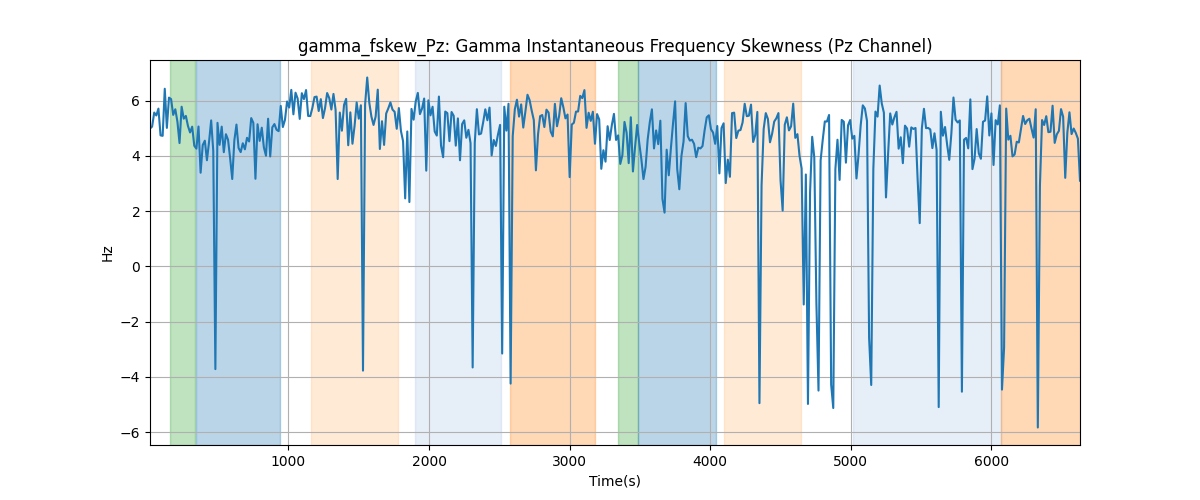 gamma_fskew_Pz: Gamma Instantaneous Frequency Skewness (Pz Channel)
6
4
2
0
−2
−4
−6
Hz
1000 2000 3000 4000 5000 6000
Time(s)